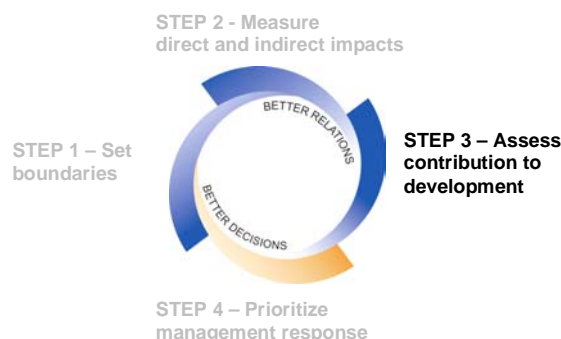 STEP 2 - Measure
direct and indirect impacts
BETTER RELATIONS
STEP 3 – Assess
contribution to
development
STEP 1 – Set
boundaries
BETTER DECISIONS
STEP 4 – Prioritize
management response